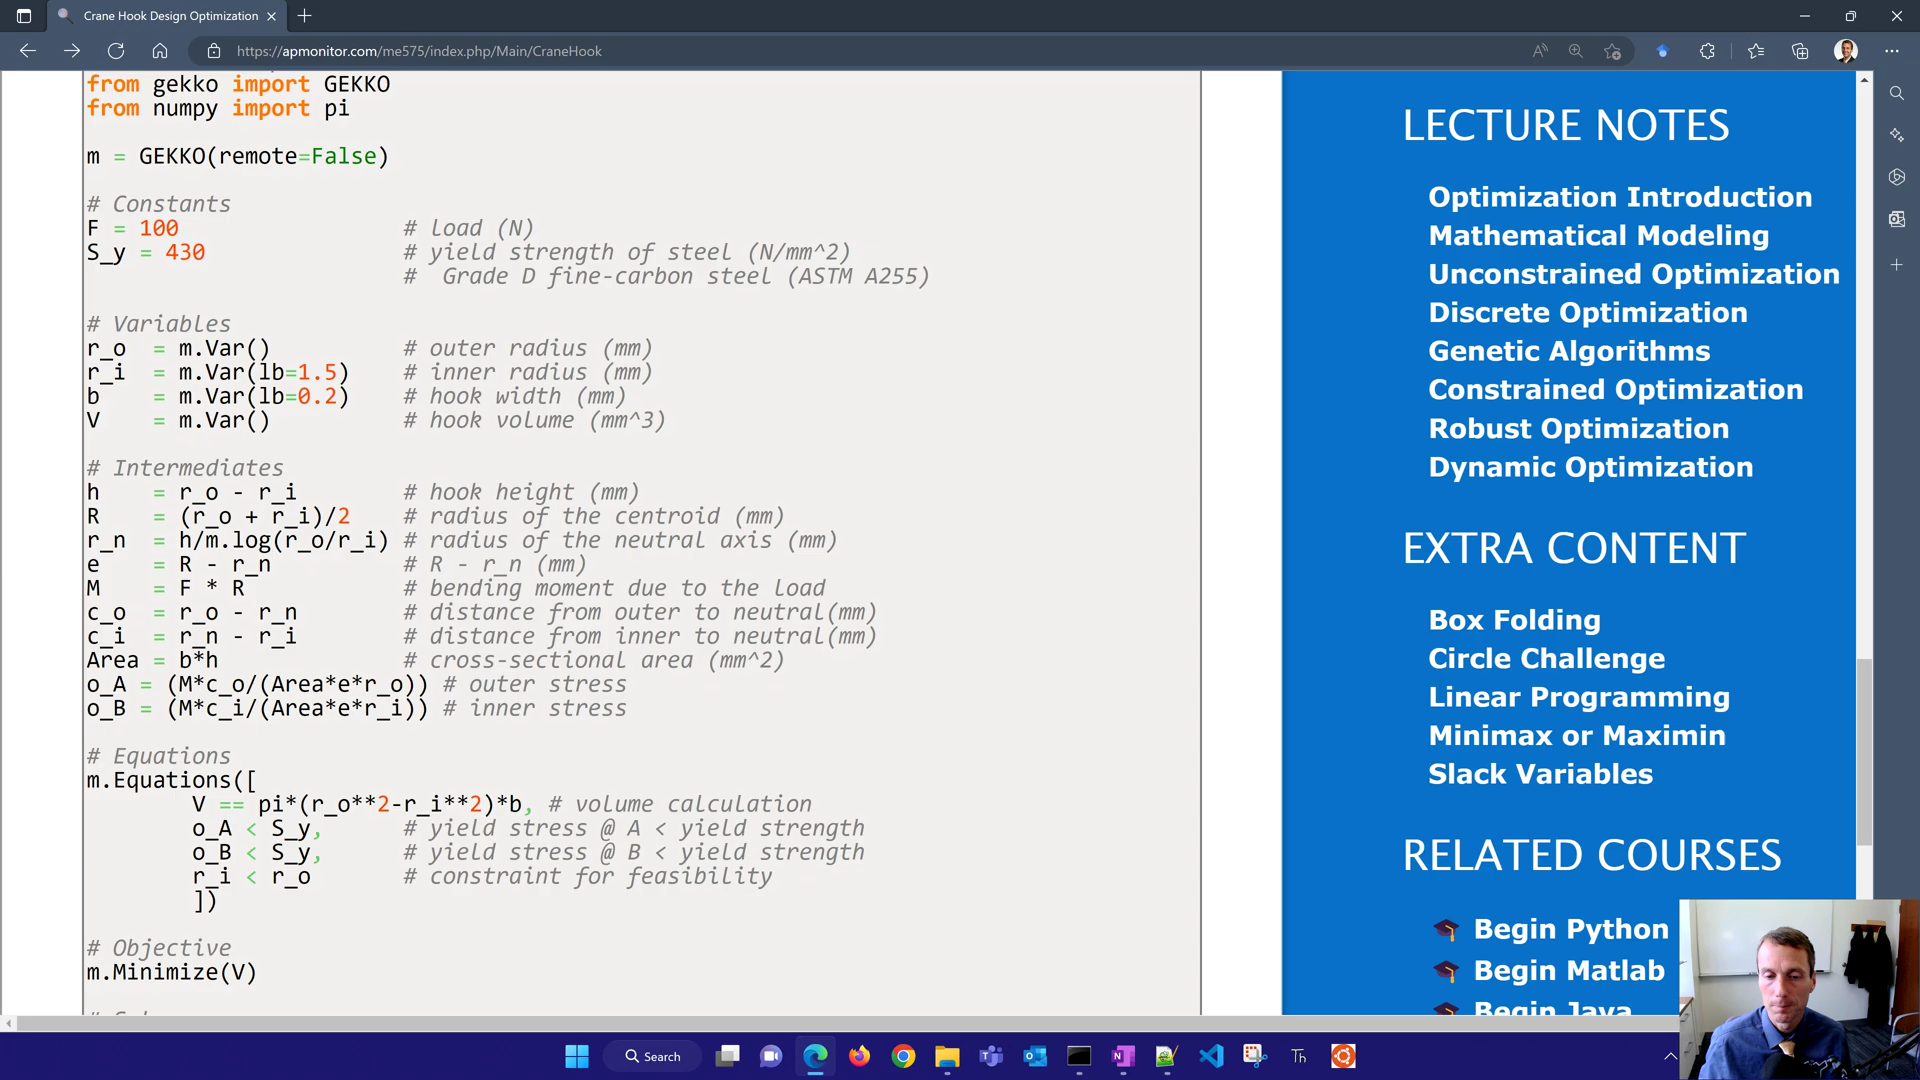 Crane Hook Design Optimization
https://apmonitor.com/me575/index.php/Main/CraneHook
from gekko import GEKKO
from numpy import pi
m = GEKKO(remote=False)
# Constants
F = 100 # load (N)
S_y = 430 # yield strength of steel (N/mm^2)
# Grade D fine-carbon steel (ASTM A255)
# Variables
r_o = m.Var() # outer radius (mm)
r_i = m.Var(lb=1.5) # inner radius (mm)
b = m.Var(lb=0.2) # hook width (mm)
V = m.Var() # hook volume (mm^3)
# Intermediates
h = r_o - r_i # hook height (mm)
R = (r_o + r_i)/2 # radius of the centroid (mm)
r_n = h/m.log(r_o/r_i) # radius of the neutral axis (mm)
e = R - r_n # R - r_n (mm)
M = F * R # bending moment due to the load
c_o = r_o - r_n # distance from outer to neutral(mm)
c_i = r_n - r_i # distance from inner to neutral(mm)
Area = b*h # cross-sectional area (mm^2)
o_A = (M*c_o/(Area*e*r_o)) # outer stress
o_B = (M*c_i/(Area*e*r_i)) # inner stress
# Equations
m.Equations([
V == pi*(r_o**2-r_i**2)*b, # volume calculation
o_A < S_y, # yield stress @ A < yield strength
o_B < S_y, # yield stress @ B < yield strength
r_i < r_o # constraint for feasibility
])
# Objective
m.Minimize(V)
LECTURE NOTES
Optimization Introduction
Mathematical Modeling
Unconstrained Optimization
Discrete Optimization
Genetic Algorithms
Constrained Optimization
Robust Optimization
Dynamic Optimization
EXTRA CONTENT
Box Folding
Circle Challenge
Linear Programming
Minimax or Maximin
Slack Variables
RELATED COURSES
Begin Python
Begin Matlab
Begin Java
Search
Th